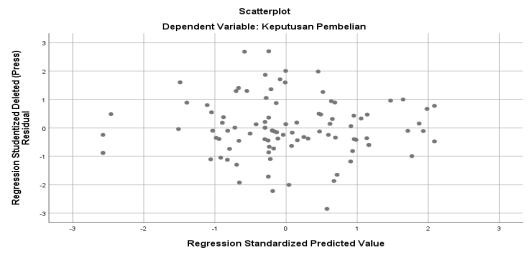 Scatterplot
Dependent Variable: Keputusan Pembelian
Regression Studentized Deleted (Press)
Residual
3
2
1
0
-1
-2
-3
-3
-2
-1
0
1
2
3
Regression Standardized Predicted Value